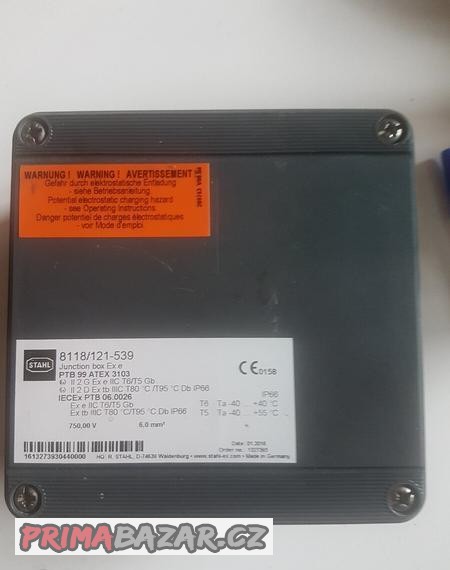 WARNUNG ! WARNING ! AVERTISSEMENT
Gefahr durch elektrostatische Entladung
- siehe Betriebsanleitung.
Potential electrostatic charging hazard
- see Operating Instructions.
Danger potentiel de charges électrostatiques
- voir Mode d'emploi.
STAHL
8118/121-539
Junction box Ex e
PTB 99 ATEX 3103
II 2 G Ex e IIC T6/T5 Gb
II 2 D Ex tb IIIC T80 °C/T95 °C Db IP66
IECEx PTB 06.0026
Ex e IIC T6/T5 Gb
Ex tb IIIC T80 °C/T95 °C Db IP66
750,00 V 6,0 mm²
CE 0158
IP66
T6 Ta -40 ... +40 °C
T5 Ta -40 ... +55 °C
Date: 01.2016
Order no.:
1613273930440000
HQ: R. STAHL, D-74638 Waldenburg • www.stahl-ex.com • Made in Germany
PRIMABAZAR.CZ